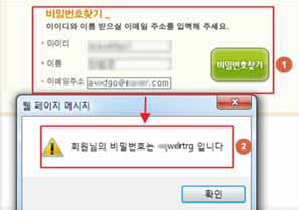 비밀번호찾기
아이디와 이름 받으실 이메일 주소를 입력해 주세요.
아이디
이름
이메일주소
비밀번호찾기
1
웹 페이지 메시지
회원님의 비밀번호는 입니다
2
확인